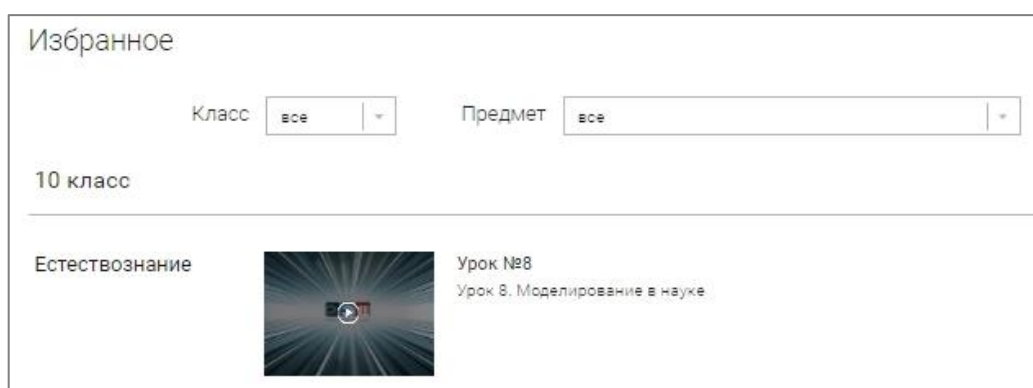 Избранное
Класс все Предмет все
10 класс
Естествознание
Урок №8
Урок 8. Моделирование в науке